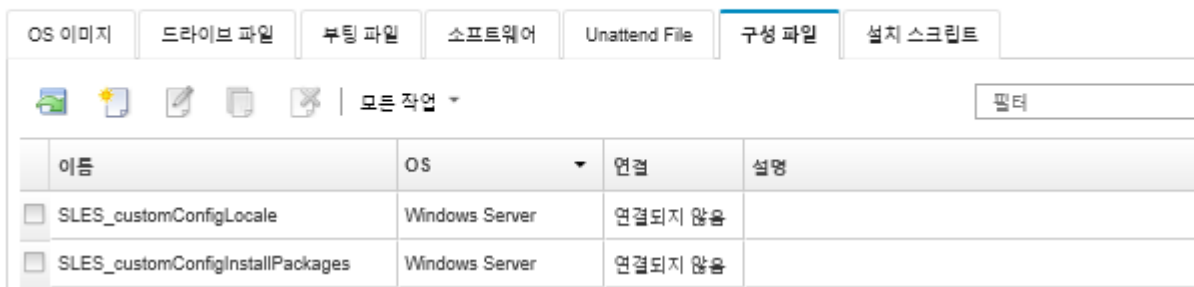 OS 이미지 드라이브 파일 부팅 파일 소프트웨어 Unattend File 구성 파일 설치 스크립트
모든 작업 필터
이름 OS 연결 설명
SLES_customConfigLocale Windows Server 연결되지 않음
SLES_customConfigInstallPackages Windows Server 연결되지 않음